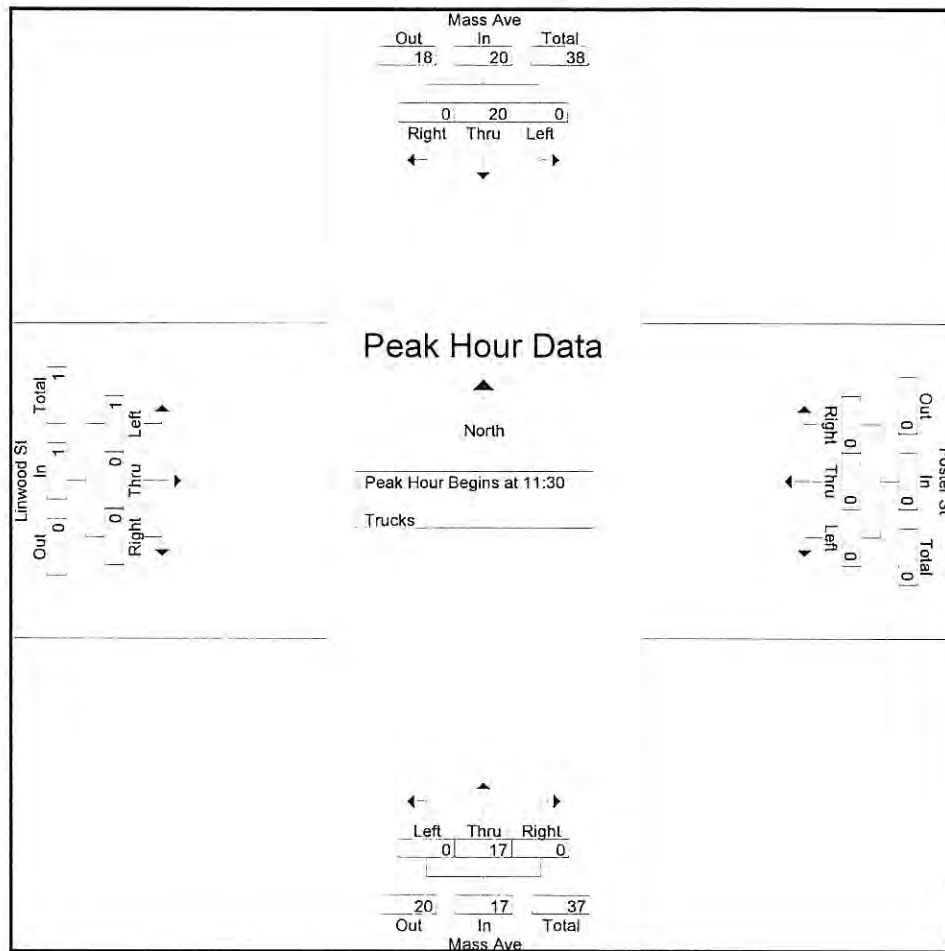 Mass Ave
Out In Total
18 20 38
0 20 0
Right Thru Left
Peak Hour Data
North
Peak Hour Begins at 11:30
Trucks
Linwood St
Out In Total
0 1 1
0 0 1
Right Thru Left
Right Thru Left
0 0 0
Out In Total
0 0 0
St
Left Thru Right
0 17 0
20 17 37
Out In Total
Mass Ave